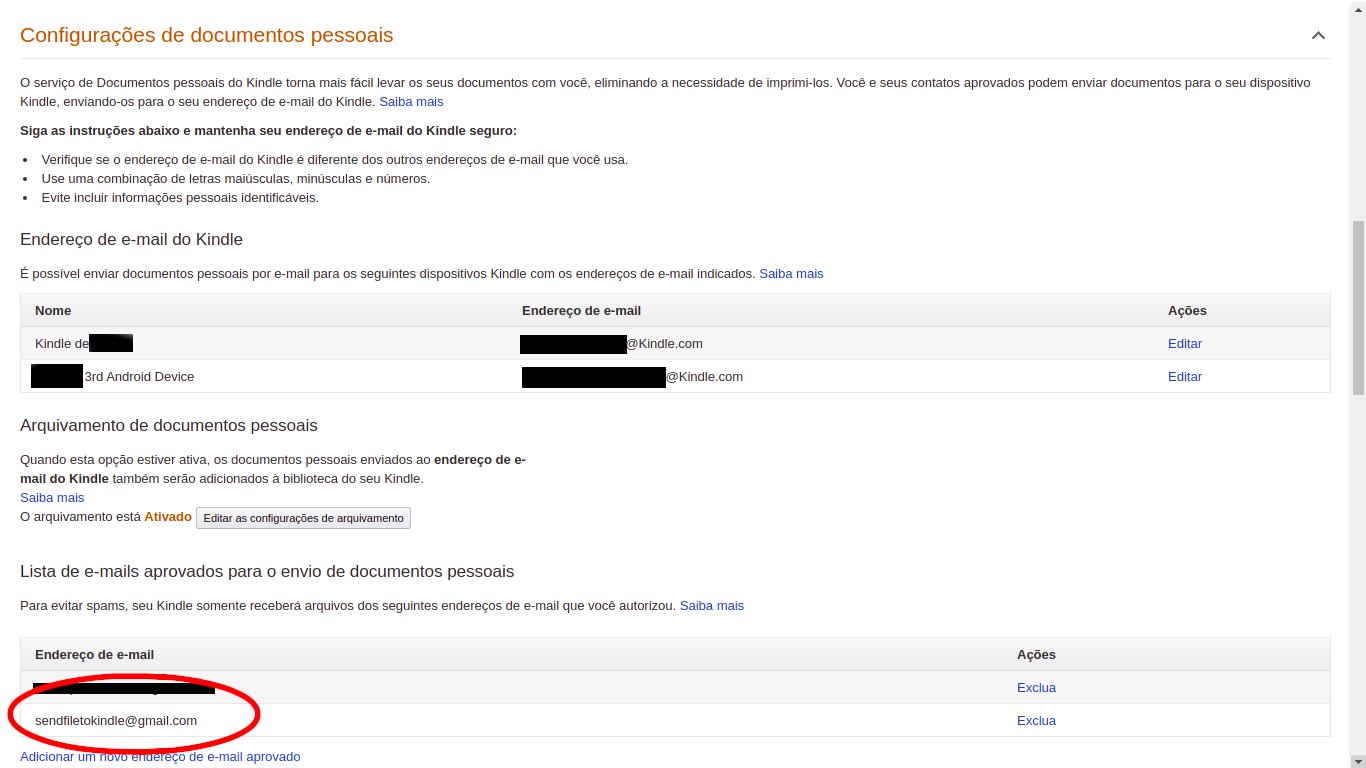 Configurações de documentos pessoais
O serviço de Documentos pessoais do Kindle torna mais fácil levar os seus documentos com você, eliminando a necessidade de imprimi-los. Você e seus contatos aprovados podem enviar documentos para o seu dispositivo
Kindle, enviando-os para o seu endereço de e-mail do Kindle. Saiba mais
Siga as instruções abaixo e mantenha seu endereço de e-mail do Kindle seguro:
• Verifique se o endereço de e-mail do Kindle é diferente dos outros endereços de e-mail que você usa.
• Use uma combinação de letras maiúsculas, minúsculas e números.
• Evite incluir informações pessoais identificáveis.
Endereço de e-mail do Kindle
É possível enviar documentos pessoais por e-mail para os seguintes dispositivos Kindle com os endereços de e-mail indicados. Saiba mais
Nome Endereço de e-mail Ações
Kindle de @Kindle.com Editar
3rd Android Device @Kindle.com Editar
Arquivamento de documentos pessoais
Quando esta opção estiver ativa, os documentos pessoais enviados ao endereço de e-
mail do Kindle também serão adicionados à biblioteca do seu Kindle.
Saiba mais
O arquivamento está Ativado Editar as configurações de arquivamento
Lista de e-mails aprovados para o envio de documentos pessoais
Para evitar spams, seu Kindle somente receberá arquivos dos seguintes endereços de e-mail que você autorizou. Saiba mais
Endereço de e-mail Ações
Exclua
sendfiletokindle@gmail.com Exclua
Adicionar um novo endereço de e-mail aprovado